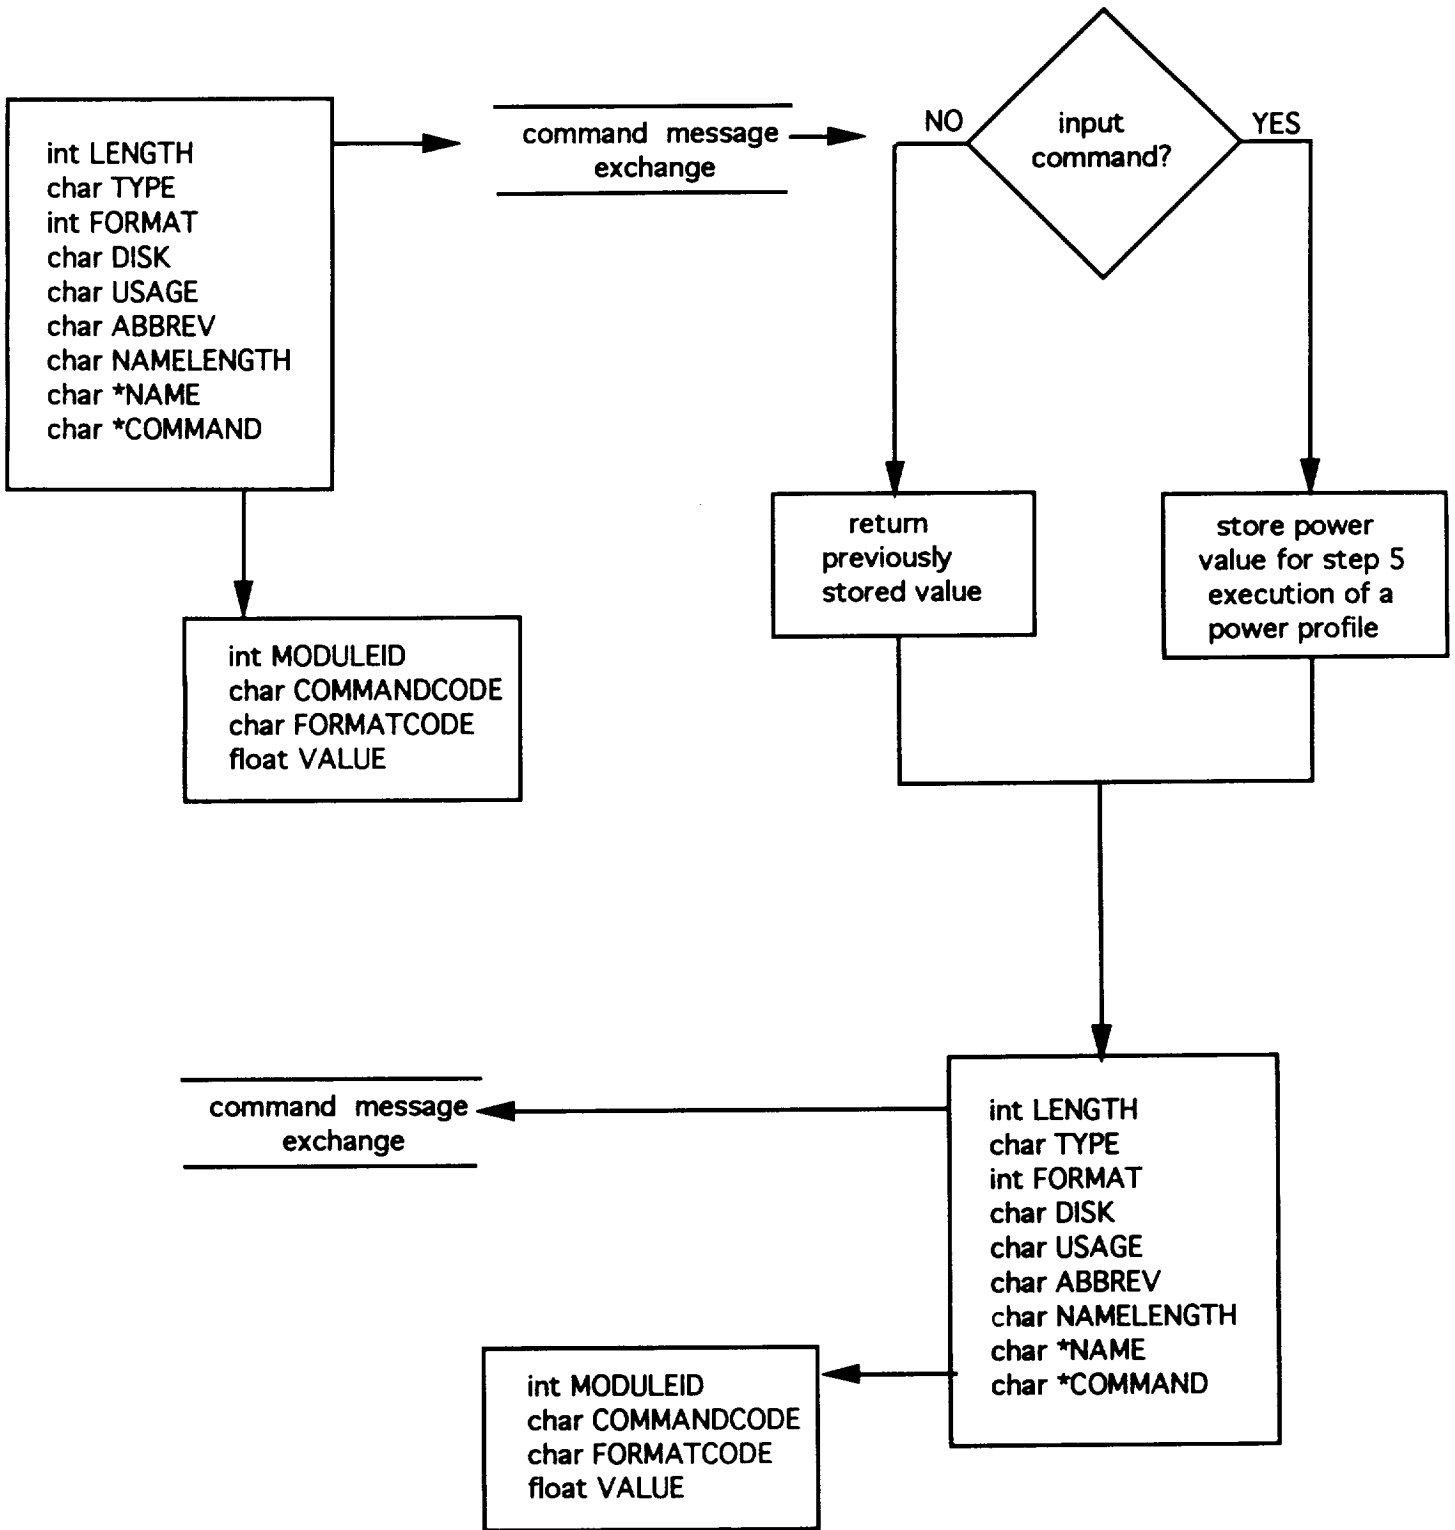 int LENGTH
char TYPE
int FORMAT
char DISK
char USAGE
char ABBREV
char NAMELENGTH
char *NAME
char *COMMAND
command message
exchange
NO
input
command?
YES
return
previously
stored value
store power
value for step 5
execution of a
power profile
int MODULEID
char COMMANDCODE
char FORMATCODE
float VALUE
command message
exchange
int LENGTH
char TYPE
int FORMAT
char DISK
char USAGE
char ABBREV
char NAMELENGTH
char *NAME
char *COMMAND
int MODULEID
char COMMANDCODE
char FORMATCODE
float VALUE